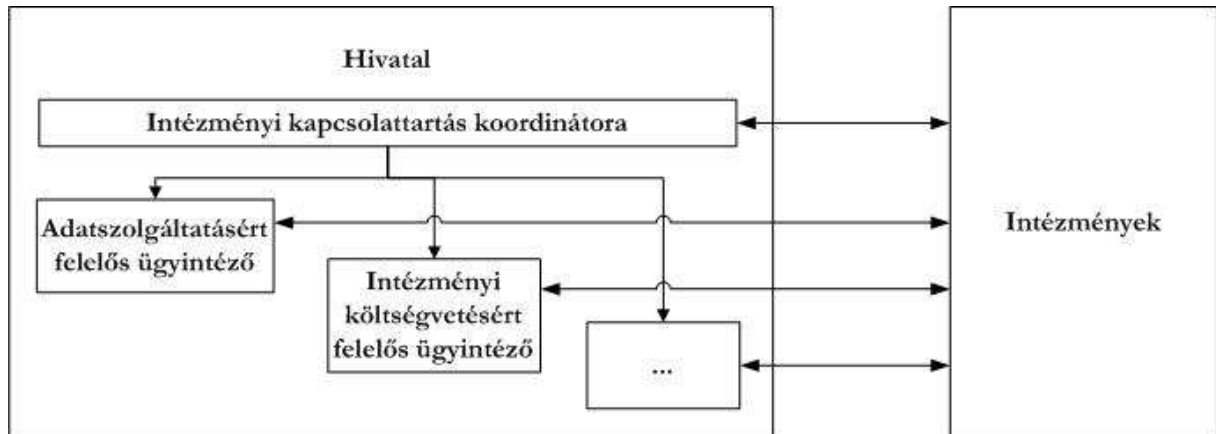 Hivatal
Intézményi kapcsolattartás koordinátora
Adatszolgáltatásért
felelős ügyintéző
Intézmények
Intézményi
költségvetésért
felelős ügyintéző
...